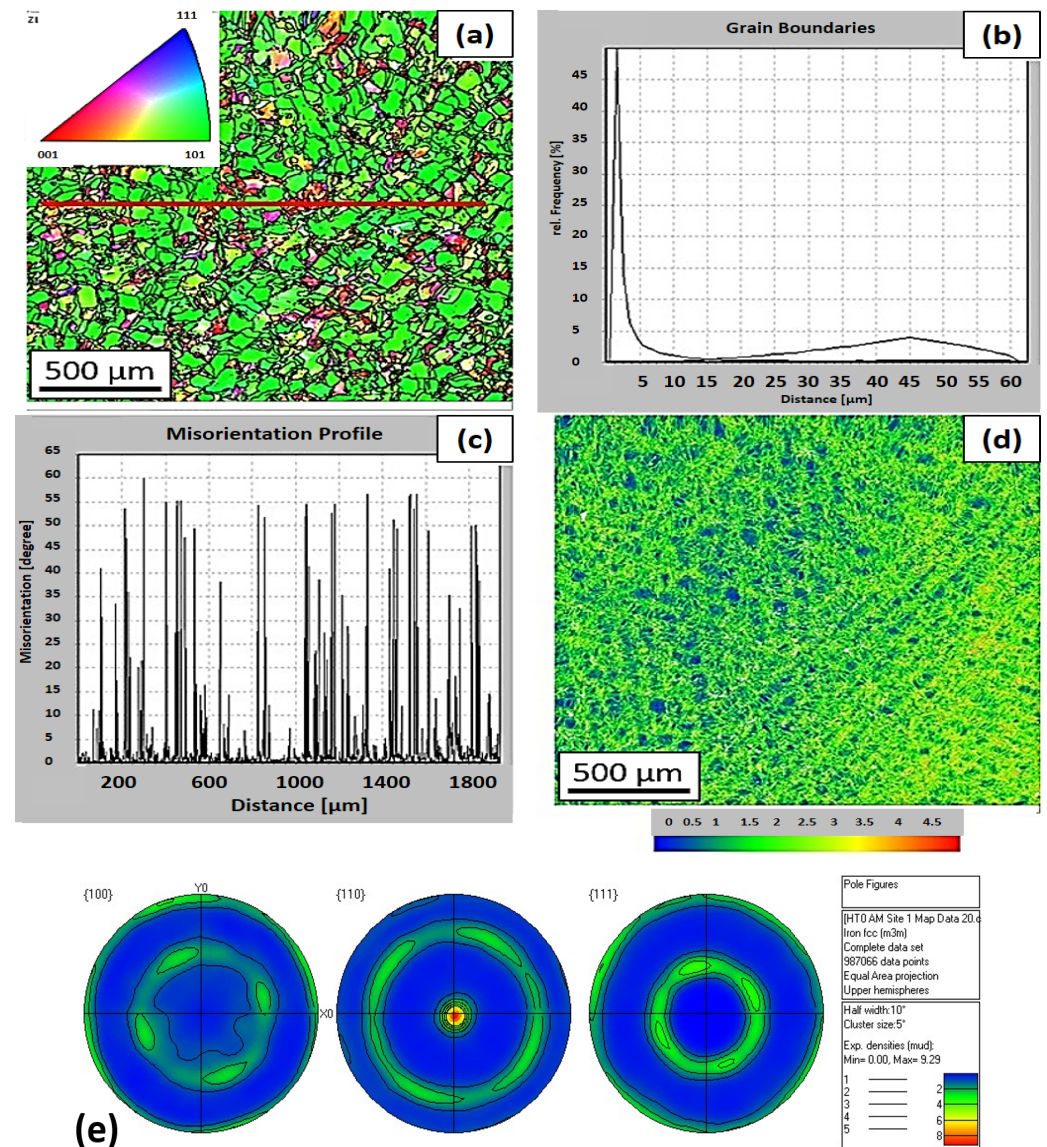 Z1
111
001
101
(a)
500 μm
Grain Boundaries
(b)
rel. Frequency [%]
45
40
35
30
25
20
15
10
5
0
5 10 15 20 25 30 35 40 45 50 55 60
Distance [μm]
Misorientation Profile
(c)
Misorientation [degree]
65
60
55
50
45
40
35
30
25
20
15
10
5
0
200 600 1000 1400 1800
Distance [μm]
(d)
500 μm
0 0.5 1 1.5 2 2.5 3 3.5 4 4.5
{100}
Y0
X0
{110}
{111}
(e)
Pole Figures
[HT0 AM Site 1 Map Data 20.c
Iron fcc (m3m)
Complete data set
987066 data points
Equal Area projection
Upper hemispheres
Half width:10°
Cluster size:5°
Exp. densities (mud):
Min= 0.00, Max= 9.29
1
2
3
4
5
2
4
6
8